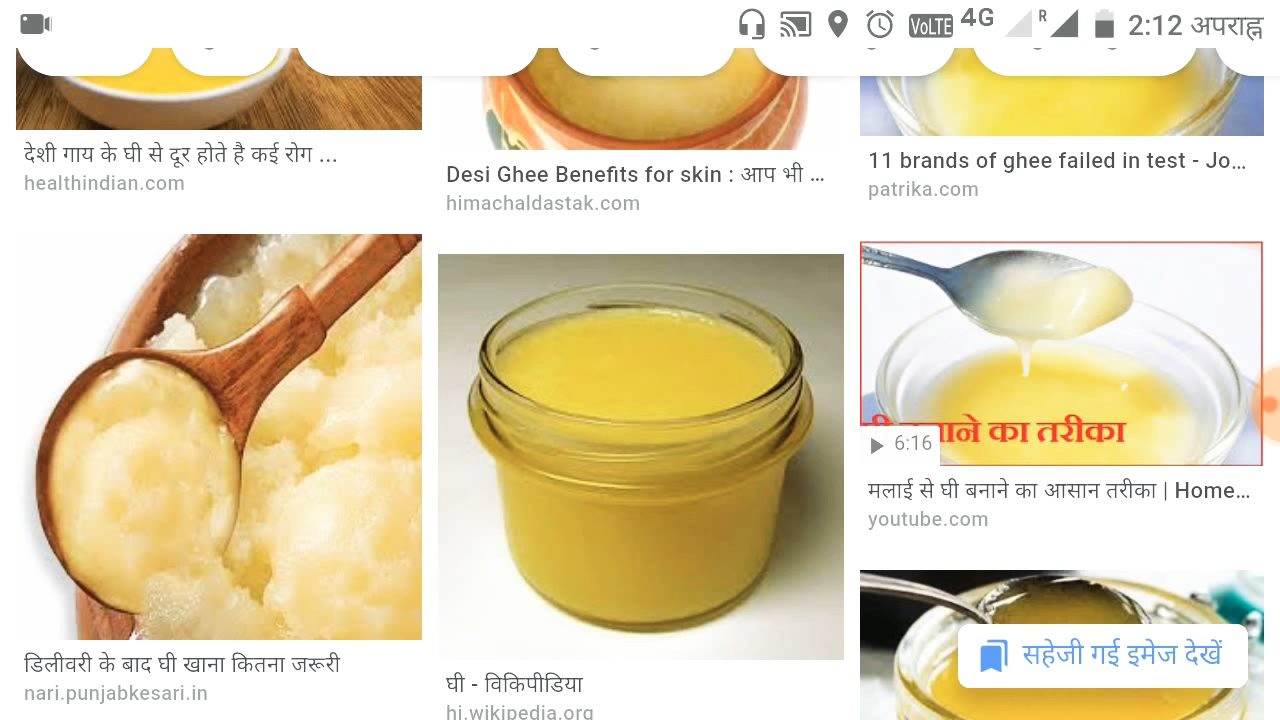 VoLTE 4G R 2:12 अपराह्न
देशी गाय के घी से दूर होते है कई रोग ...
healthindian.com
Desi Ghee Benefits for skin : आप भी ...
himachaldastak.com
11 brands of ghee failed in test - Jo...
patrika.com
डिलीवरी के बाद घी खाना कितना जरूरी
nari.punjabkesari.in
घी - विकिपीडिया
hi.wikipedia.org
का तरीका
6:16
मलाई से घी बनाने का आसान तरीका | Home...
youtube.com
सहेजी गई इमेज देखें